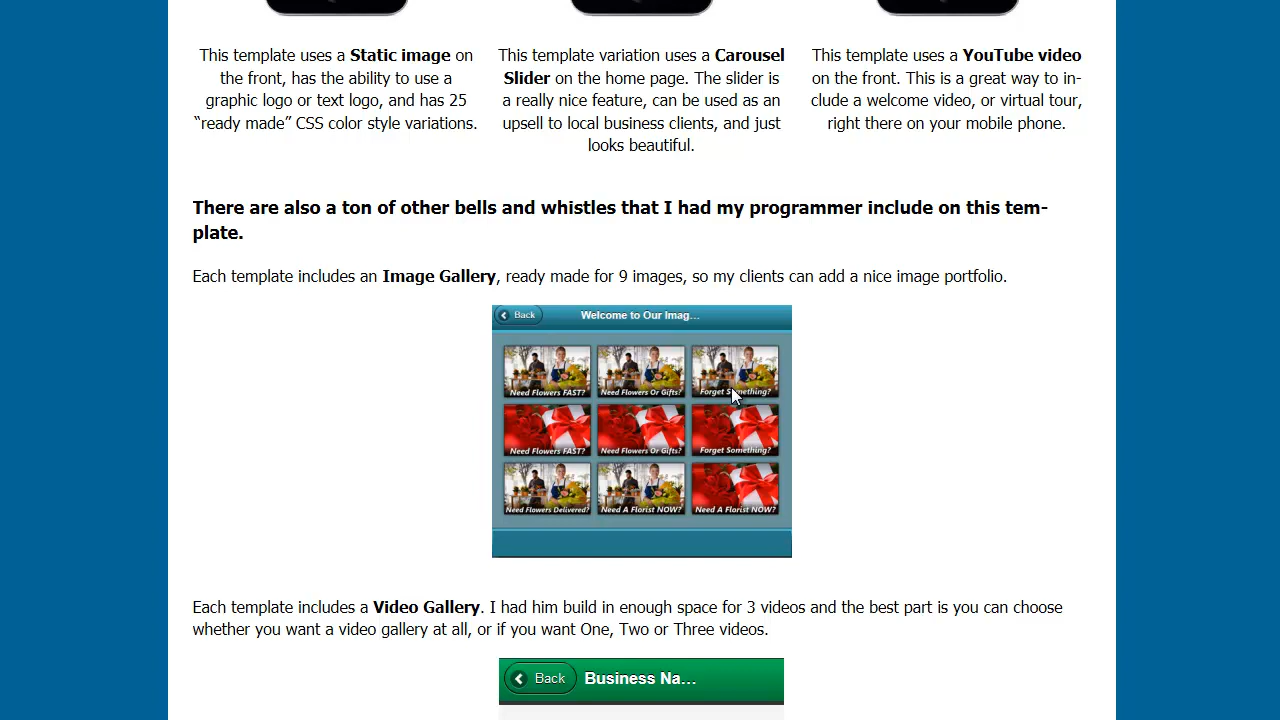 This template uses a Static image on
the front, has the ability to use a
graphic logo or text logo, and has 25
“ready made” CSS color style variations.
This template variation uses a Carousel
Slider on the home page. The slider is
a really nice feature, can be used as an
upsell to local business clients, and just
looks beautiful.
This template uses a YouTube video
on the front. This is a great way to in-
clude a welcome video, or virtual tour,
right there on your mobile phone.
There are also a ton of other bells and whistles that I had my programmer include on this tem-
plate.
Each template includes an Image Gallery, ready made for 9 images, so my clients can add a nice image portfolio.
Back Welcome to Our Imag...
Need Flowers FAST? Need Flowers Or Gifts? Forget Something?
Need Flowers FAST? Need Flowers Or Gifts? Forget Something?
Need Flowers Delivered? Need A Florist NOW? Need A Florist NOW?
Each template includes a Video Gallery. I had him build in enough space for 3 videos and the best part is you can choose
whether you want a video gallery at all, or if you want One, Two or Three videos.
Back Business Na...